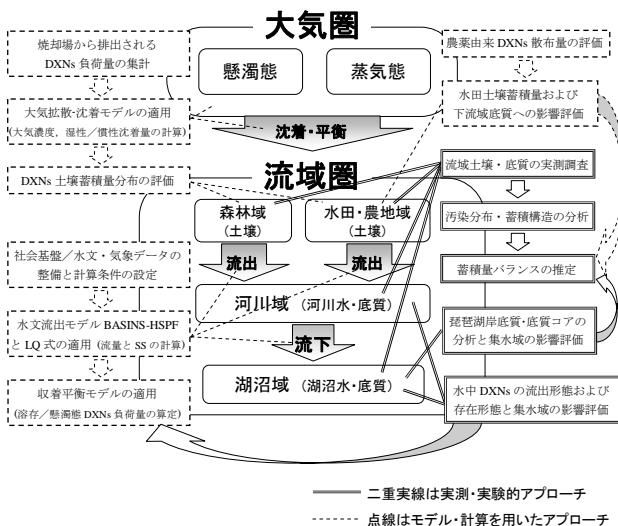 大気圏
懸濁態
蒸気態
沈着・平衡
流域圏
森林域
(土壌)
水田・農地域
(土壌)
流出
流出
河川域 (河川水・底質)
流下
湖沼域 (湖沼水・底質)
焼却場から排出される
DXNs 負荷量の集計
大気拡散-沈着モデルの適用
(大気濃度, 湿性／慣性沈着量の計算)
DXNs 土壌蓄積量分布の評価
社会基盤／水文・気象データの
整備と計算条件の設定
水文流出モデル BASINS-HSPF
と LQ 式の適用 (流量と SS の計算)
収着平衡モデルの適用
(溶存／懸濁態 DXNs 負荷量の算定)
農薬由来 DXNs 散布量の評価
水田土壌蓄積量および
下流域底質への影響評価
流域土壌・底質の実測調査
汚染分布・蓄積構造の分析
蓄積量バランスの推定
琵琶湖岸底質・底質コアの
分析と集水域の影響評価
水中 DXNs の流出形態および
存在形態と集水域の影響評価
二重実線は実測・実験的アプローチ
点線はモデル・計算を用いたアプローチ